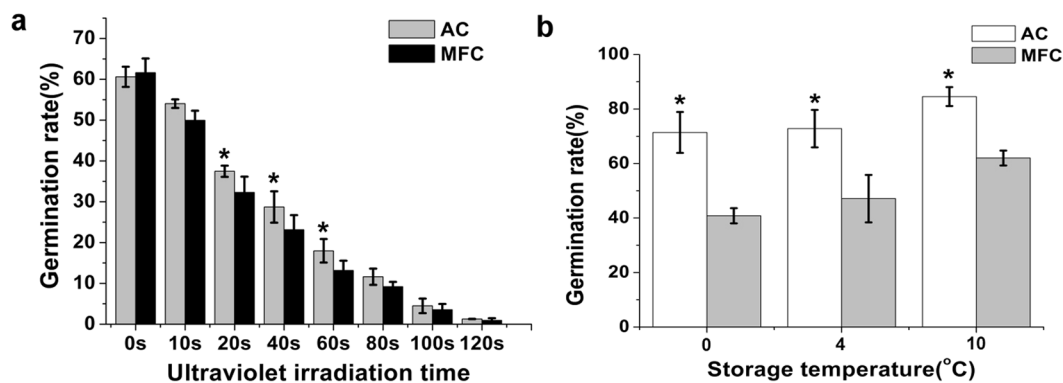 a
Germination rate(%)
70
60
50
40
30
20
10
0
AC
MFC
*
*
*
0s 10s 20s 40s 60s 80s 100s 120s
Ultraviolet irradiation time
b
Germination rate(%)
100
80
60
40
80
0
AC
MFC
*
*
*
0 4 10
Storage temperature(°C)